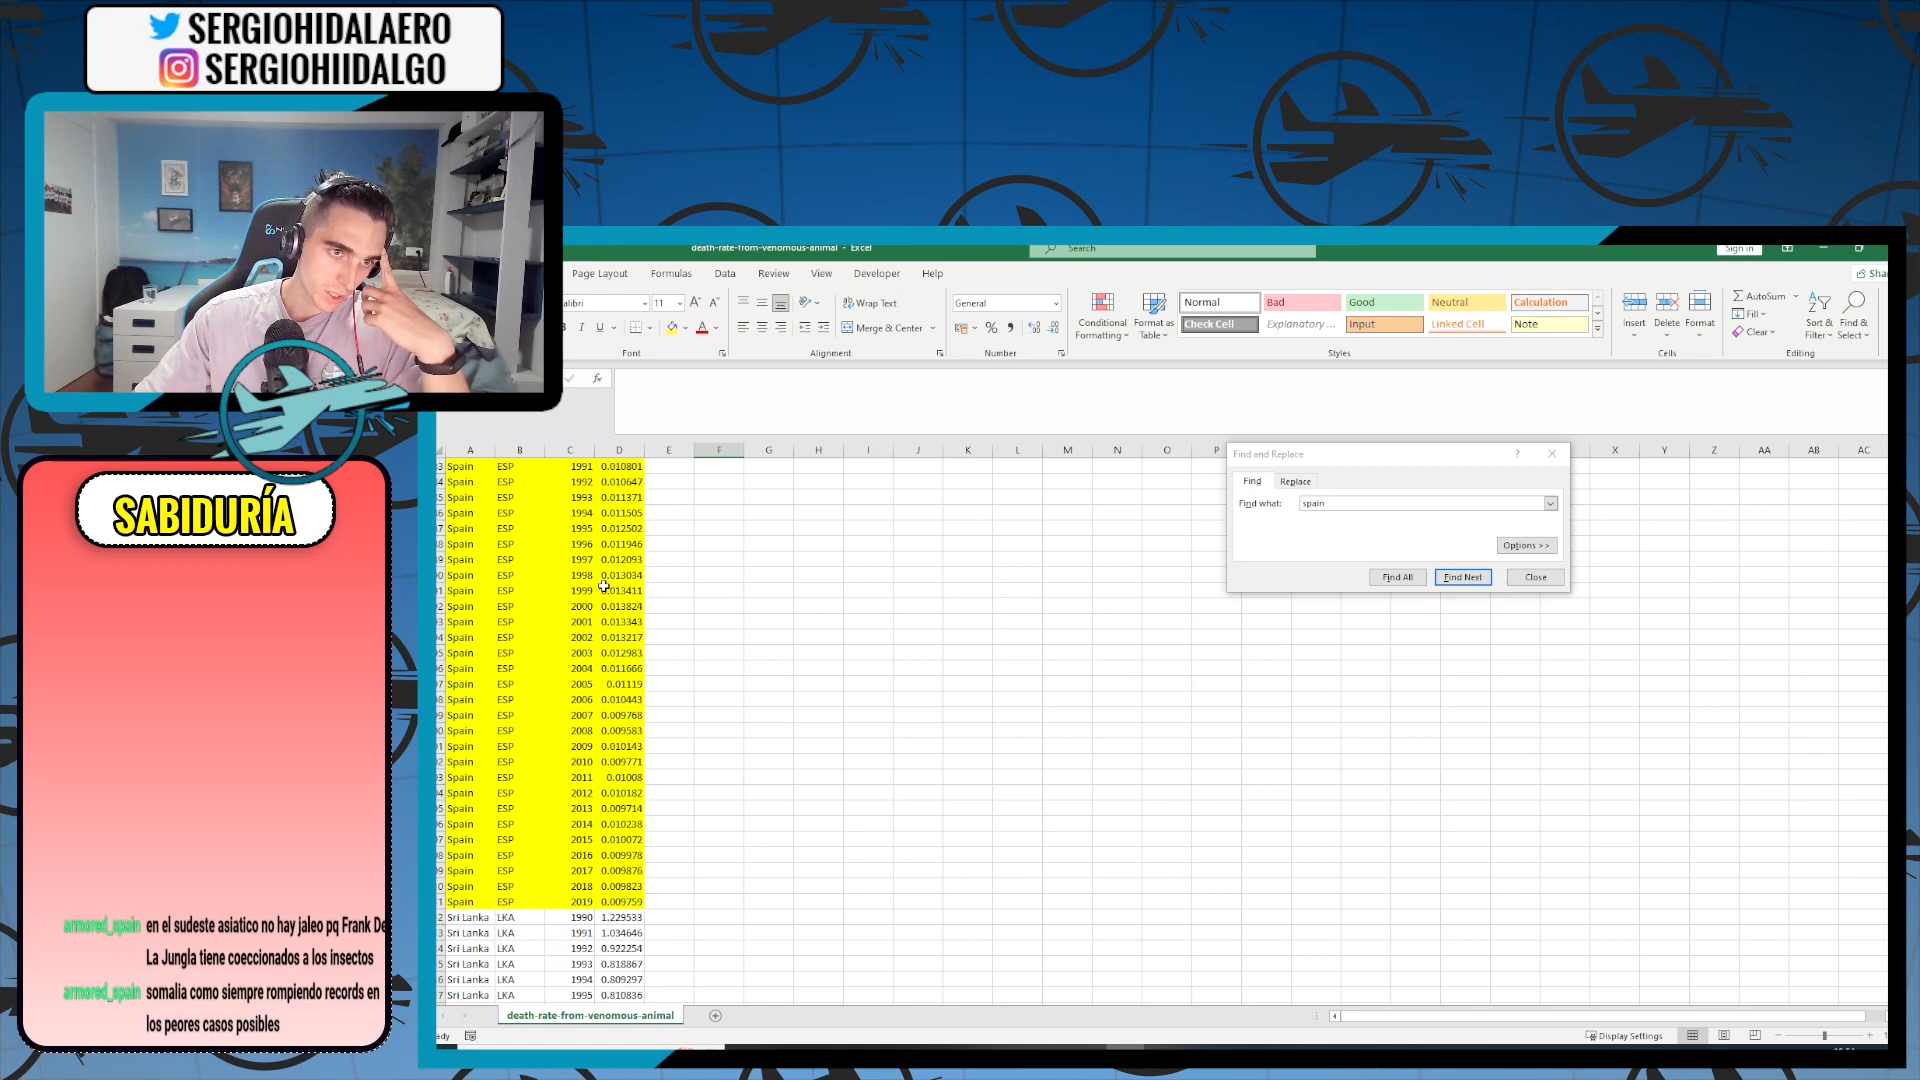 SERGIOHIDALAERO
SERGIOHIIDALGO
SABIDURÍA
armored_spain en el sudeste asiatico no hay jaleo pq Frank De
La Jungla tiene coeccionados a los insectos
armored_spain somalia como siempre rompiendo records en
los peores casos posibles
death-rate-from-venomous-animal - Excel
Search
Sign in
Page Layout Formulas Data Review View Developer Help
11 Wrap Text General Normal Bad Good Neutral Calculation AutoSum
I U Merge & Center Conditional Formatting Format as Table Check Cell Explanatory ... Input Linked Cell Note Insert Delete Format Fill Clear Sort & Filter Find & Select
Font Alignment Number Styles Cells Editing
fx
A B C D E F G H I J K L M N O P X Y Z AA AB AC
Spain ESP 1991 0.010801
Spain ESP 1992 0.010647
Spain ESP 1993 0.011371
Spain ESP 1994 0.011505
Spain ESP 1995 0.012502
Spain ESP 1996 0.011946
Spain ESP 1997 0.012093
Spain ESP 1998 0.013034
Spain ESP 1999 0.013411
Spain ESP 2000 0.013824
Spain ESP 2001 0.013343
Spain ESP 2002 0.013217
Spain ESP 2003 0.012983
Spain ESP 2004 0.011666
Spain ESP 2005 0.01119
Spain ESP 2006 0.010443
Spain ESP 2007 0.009768
Spain ESP 2008 0.009583
Spain ESP 2009 0.010143
Spain ESP 2010 0.009771
Spain ESP 2011 0.01008
Spain ESP 2012 0.010182
Spain ESP 2013 0.009714
Spain ESP 2014 0.010238
Spain ESP 2015 0.010072
Spain ESP 2016 0.009978
Spain ESP 2017 0.009876
Spain ESP 2018 0.009823
Spain ESP 2019 0.009759
Sri Lanka LKA 1990 1.229533
Sri Lanka LKA 1991 1.034646
Sri Lanka LKA 1992 0.922254
Sri Lanka LKA 1993 0.818867
Sri Lanka LKA 1994 0.809297
Sri Lanka LKA 1995 0.810836
Find and Replace
Find Replace
Find what: spain
Options >>
Find All Find Next Close
death-rate-from-venomous-animal
Display Settings